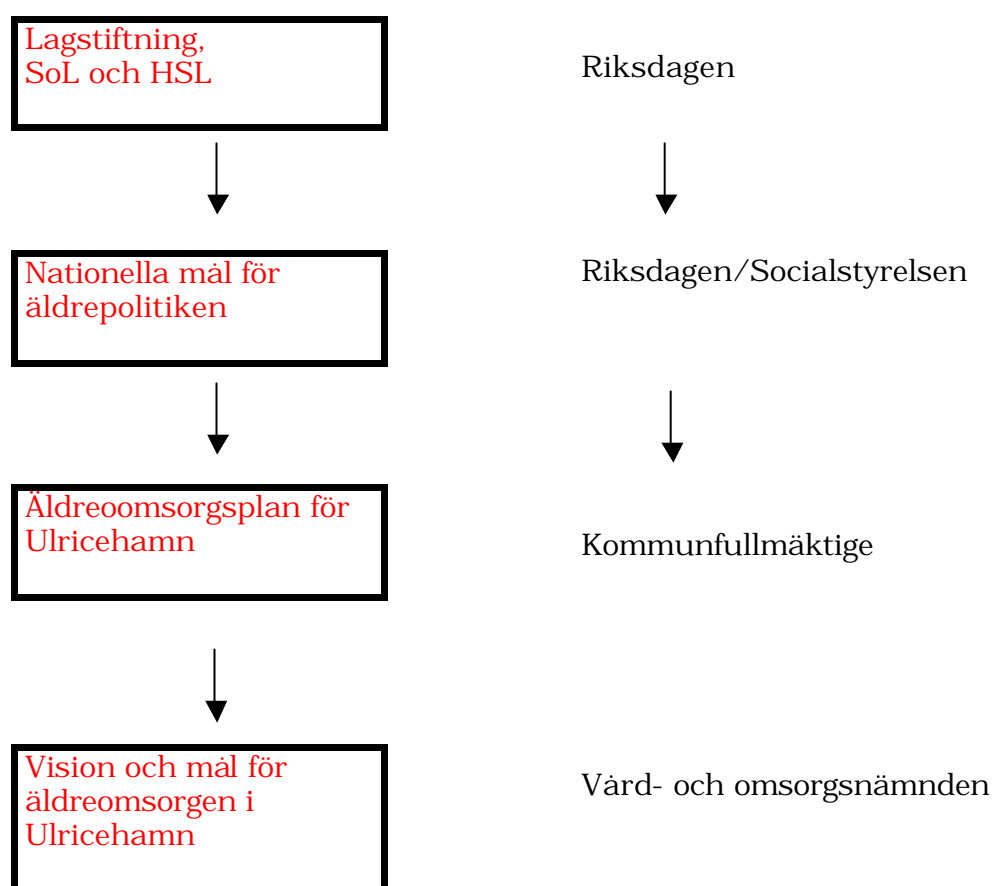 Lagstiftning,
SoL och HSL
Riksdagen
Nationella mål för
äldrepolitiken
Riksdagen/Socialstyrelsen
Äldreoomsorgsplan för
Ulricehamn
Kommunfullmäktige
Vision och mål för
äldreomsorgen i
Ulricehamn
Vård- och omsorgsnämnden